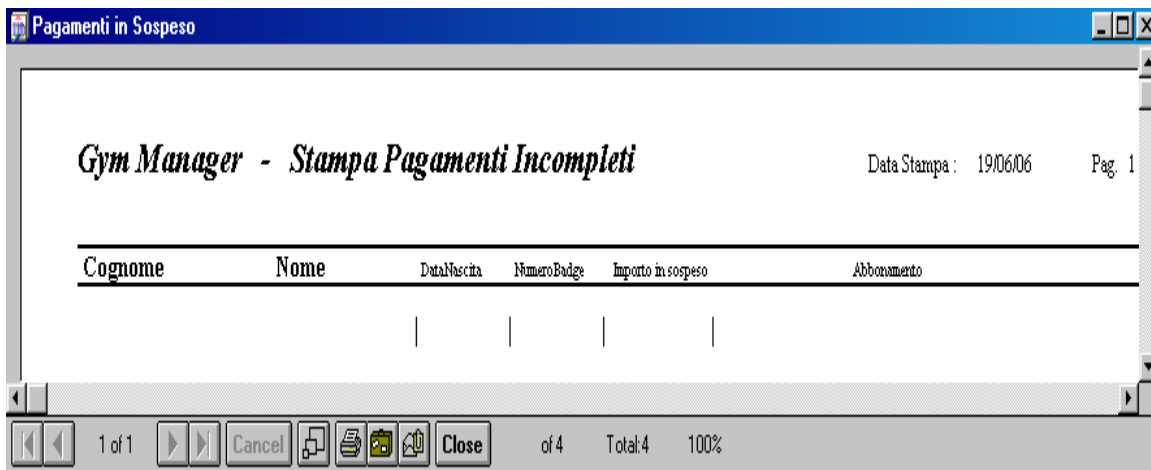 Pagamenti in Sospeso
Gym Manager - Stampa Pagamenti Incompleti Data Stampa : 19/06/06 Pag. 1
Cognome Nome DataNascita NumeroBadge Importo in sospeso Abbonamento
1 of 1 Cancel Close of 4 Total:4 100%